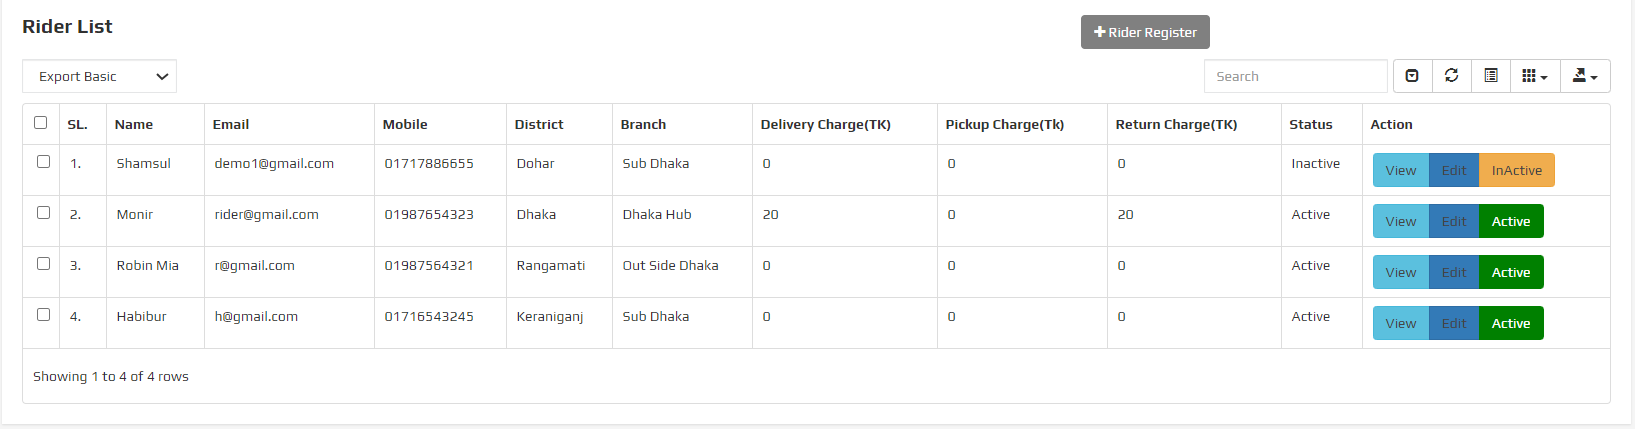 Rider List
Rider Register
Export Basic
Search
SL. Name Email Mobile District Branch Delivery Charge(TK) Pickup Charge(Tk) Return Charge(TK) Status Action
1. Shamsul demo1@gmail.com 01717886655 Dohar Sub Dhaka 0 0 0 Inactive View Edit InActive
2. Monir rider@gmail.com 01987654323 Dhaka Dhaka Hub 20 0 20 Active View Edit Active
3. Robin Mia r@gmail.com 01987564321 Rangamati Out Side Dhaka 0 0 0 Active View Edit Active
4. Habibur h@gmail.com 01716543245 Keraniganj Sub Dhaka 0 0 0 Active View Edit Active
Showing 1 to 4 of 4 rows